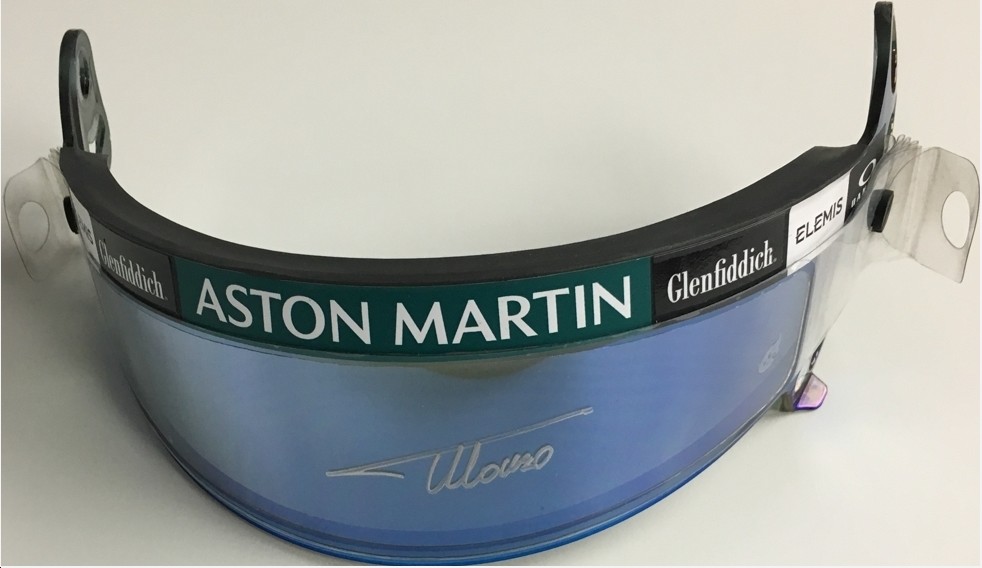 Glenfiddich
ASTON MARTIN
Glenfiddich
ELEMIS
Alonso